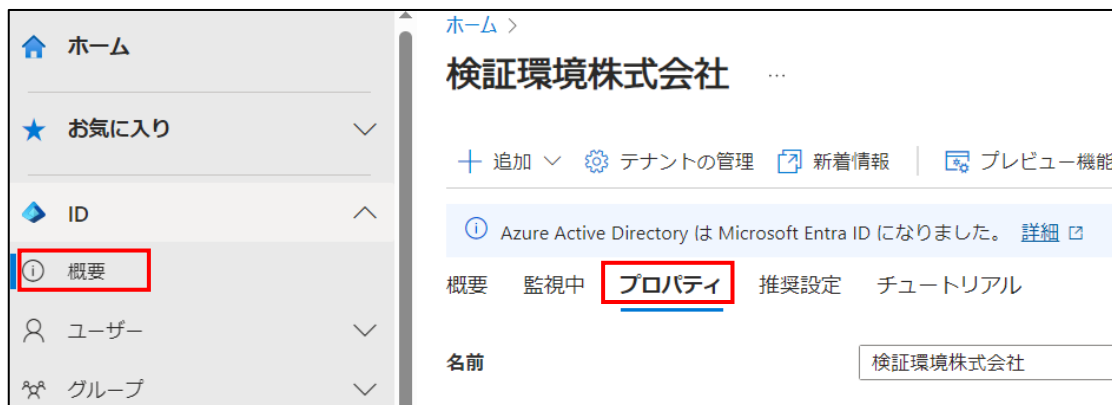 ホーム
お気に入り
ID
概要
ユーザー
グループ
ホーム >
検証環境株式会社 …
追加 テナントの管理 新着情報 プレビュー機能
Azure Active Directory は Microsoft Entra ID になりました。 詳細
概要 監視中 プロパティ 推奨設定 チュートリアル
名前 検証環境株式会社